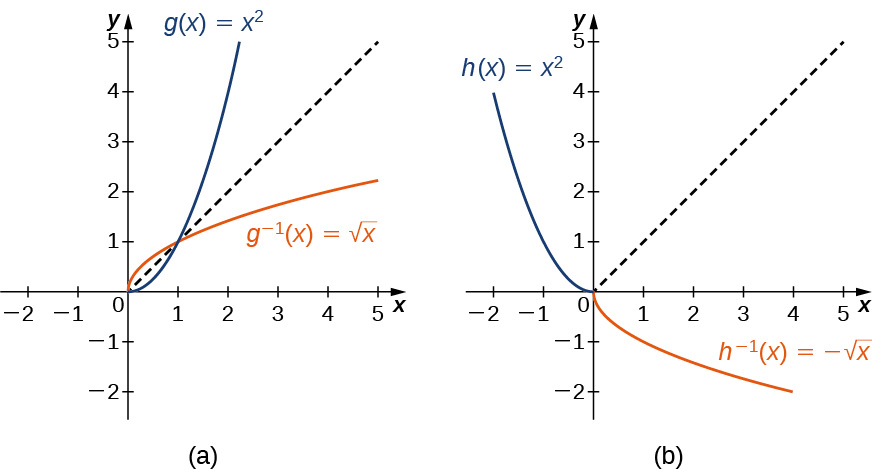 y
g(x) = x²
5
4
3
2
1
g⁻¹(x) = √x
−2 −1 0 1 2 3 4 5 x
−1
−2
(a)
y
5
h(x) = x²
4
3
2
1
−2 −1 0 1 2 3 4 5 x
−1
h⁻¹(x) = −√x
−2
(b)